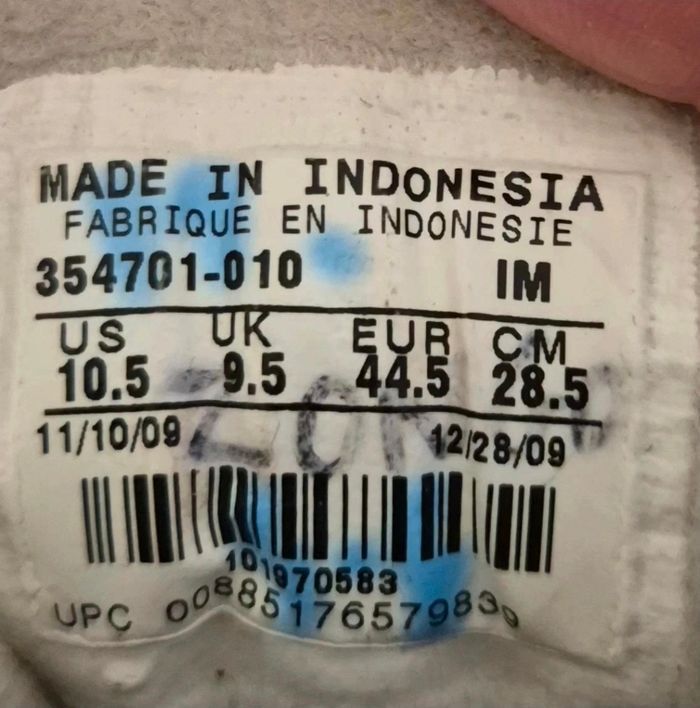 MADE IN INDONESIA
FABRIQUE EN INDONESIE
354701-010 IM
US UK EUR CM
10.5 9.5 44.5 28.5
11/10/09 12/28/09
101970583
UPC 00885176579839